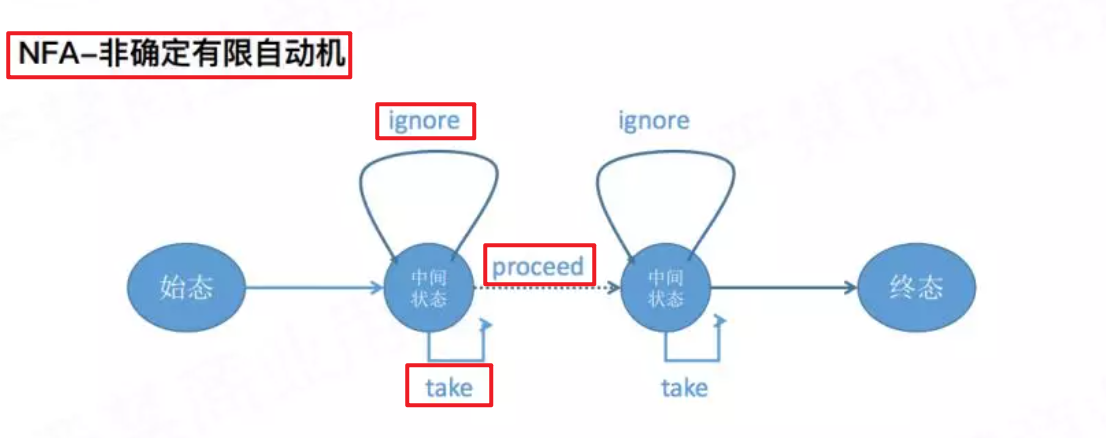 NFA-非确定有限自动机
ignore
ignore
始态
中间
状态
proceed
中间
状态
终态
take
take